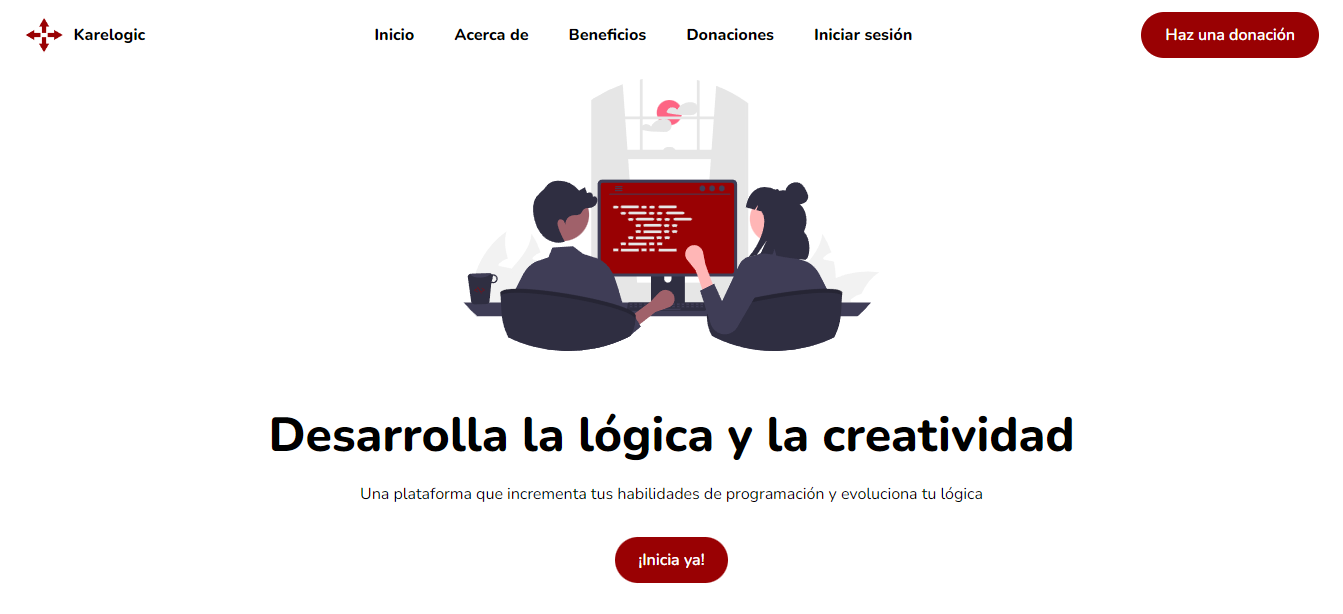 Karelogic
Inicio Acerca de Beneficios Donaciones Iniciar sesión
Haz una donación
Desarrolla la lógica y la creatividad
Una plataforma que incrementa tus habilidades de programación y evoluciona tu lógica
¡Inicia ya!